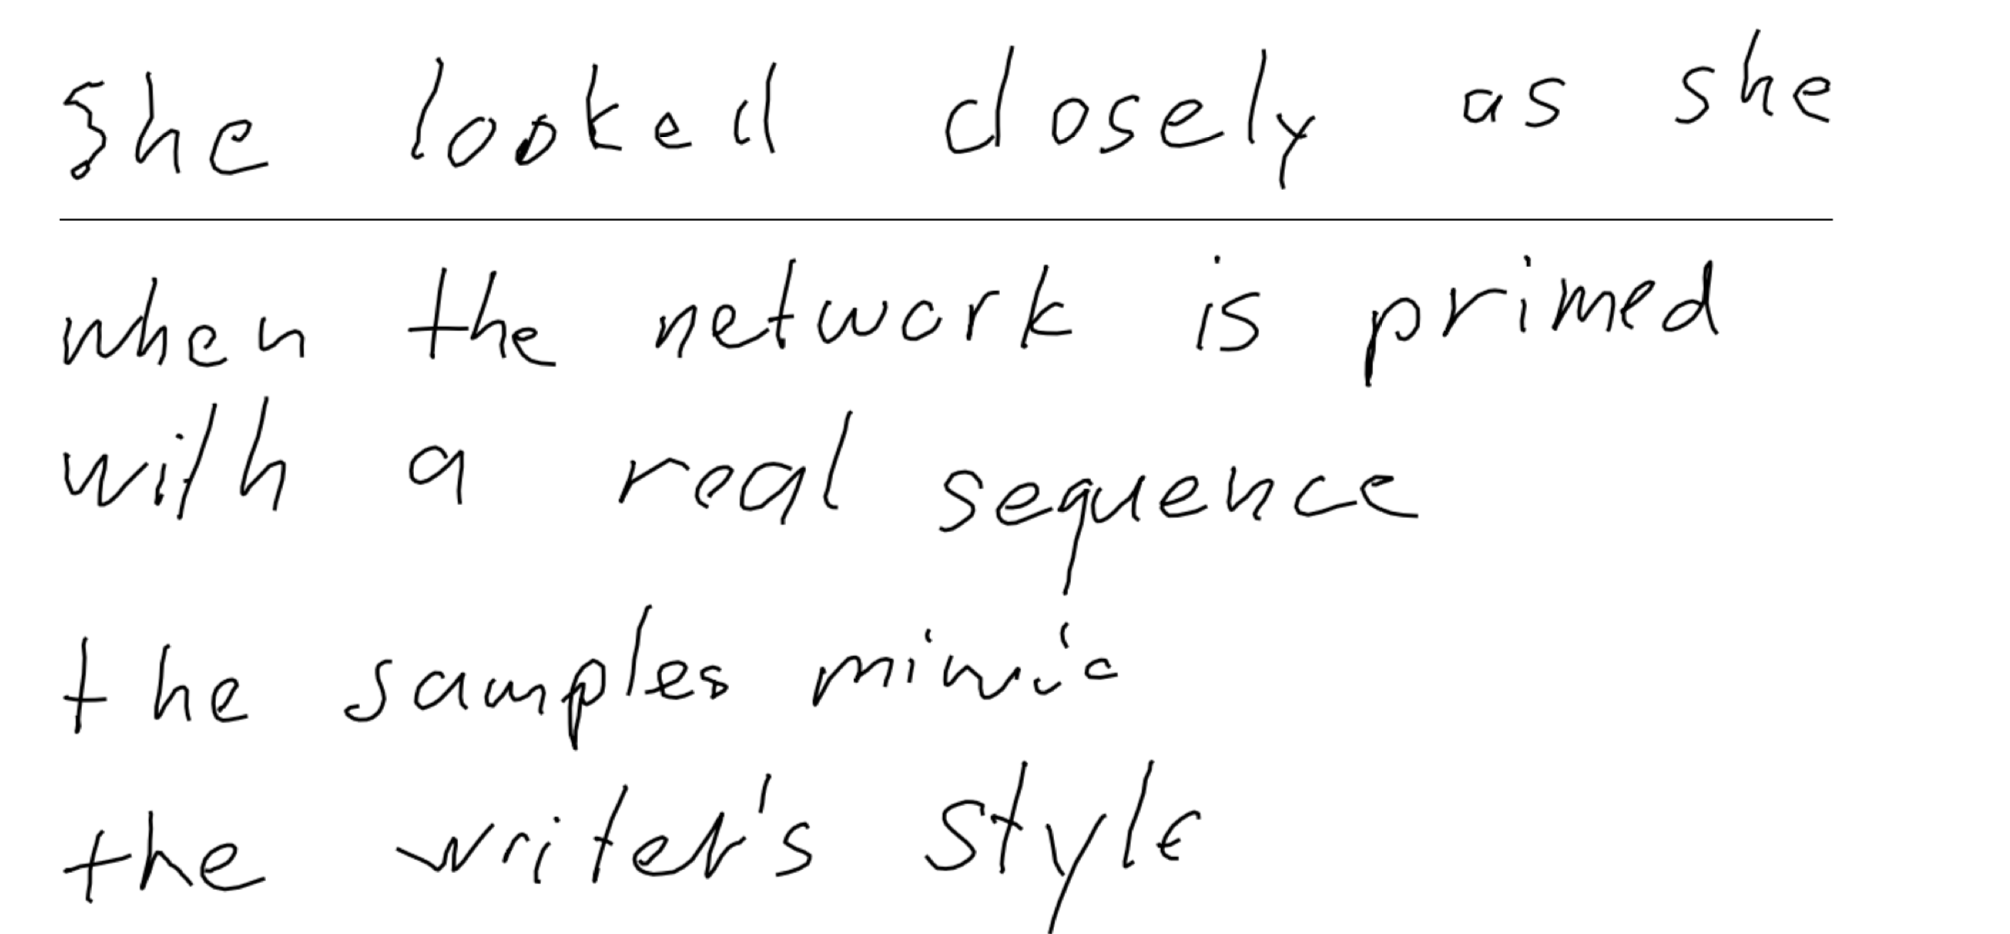 She looked closely as she
when the network is primed
with a real sequence
the samples mimic
the writer's style